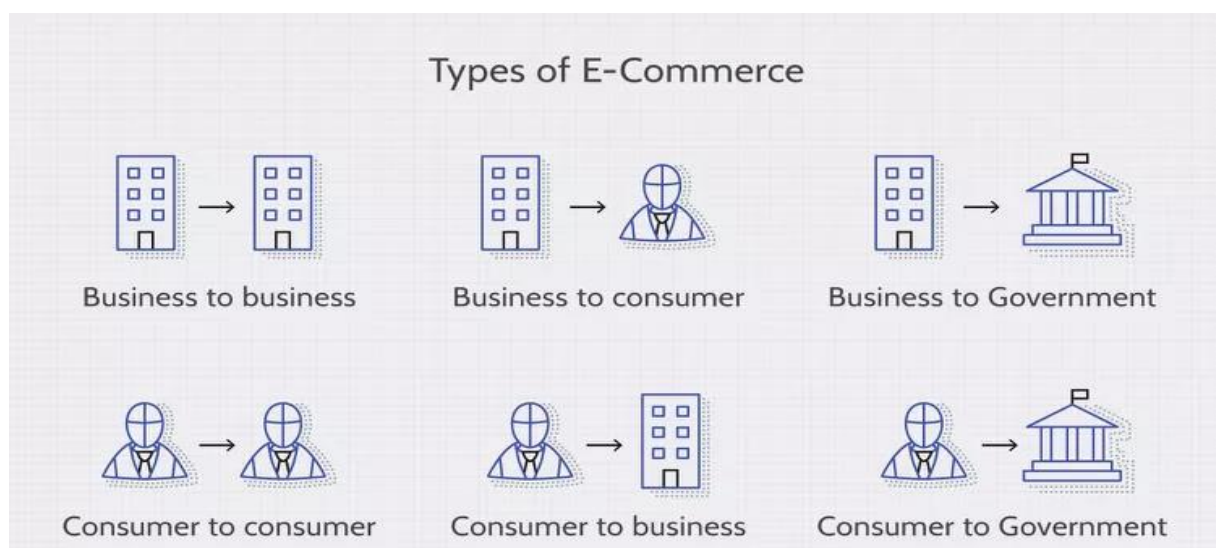 Types of E-Commerce
Business to business
Business to consumer
Business to Government
Consumer to consumer
Consumer to business
Consumer to Government